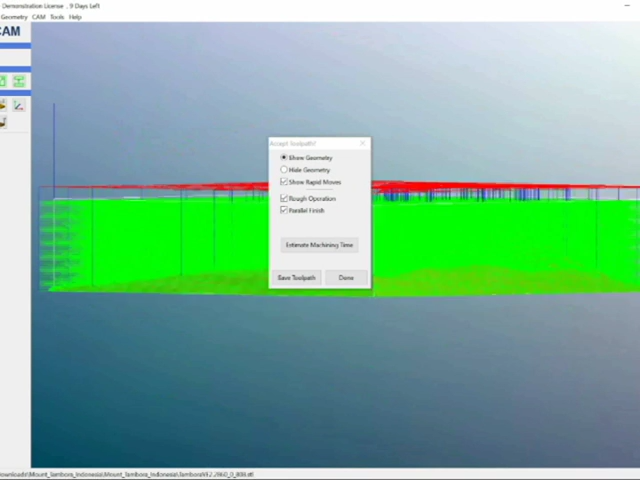 Demonstration License , 9 Days Left
Geometry CAM Tools Help
CAM
Accept Toolpath?
Show Geometry
Hide Geometry
Show Rapid Moves
Rough Operation
Parallel Finish
Estimate Machining Time
Save Toolpath Done